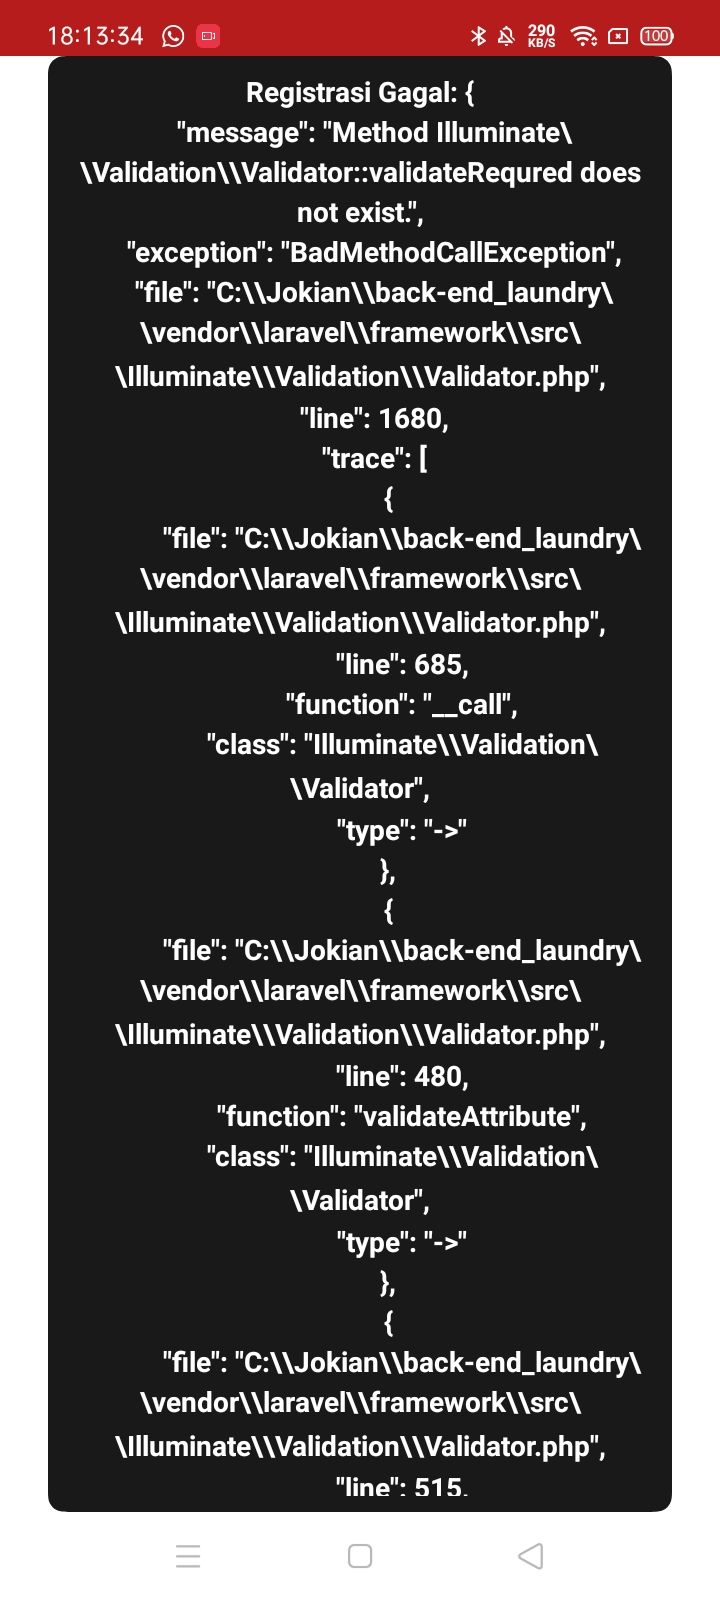 18:13:34 290 KB/S 100
Registrasi Gagal: {
"message": "Method Illuminate\
\Validation\\Validator::validateRequred does
not exist.",
"exception": "BadMethodCallException",
"file": "C:\\Jokian\\back-end_laundry\
\vendor\\laravel\\framework\\src\
\Illuminate\\Validation\\Validator.php",
"line": 1680,
"trace": [
{
"file": "C:\\Jokian\\back-end_laundry\
\vendor\\laravel\\framework\\src\
\Illuminate\\Validation\\Validator.php",
"line": 685,
"function": "__call",
"class": "Illuminate\\Validation\
\Validator",
"type": "->"
},
{
"file": "C:\\Jokian\\back-end_laundry\
\vendor\\laravel\\framework\\src\
\Illuminate\\Validation\\Validator.php",
"line": 480,
"function": "validateAttribute",
"class": "Illuminate\\Validation\
\Validator",
"type": "->"
},
{
"file": "C:\\Jokian\\back-end_laundry\
\vendor\\laravel\\framework\\src\
\Illuminate\\Validation\\Validator.php",
"line": 515,